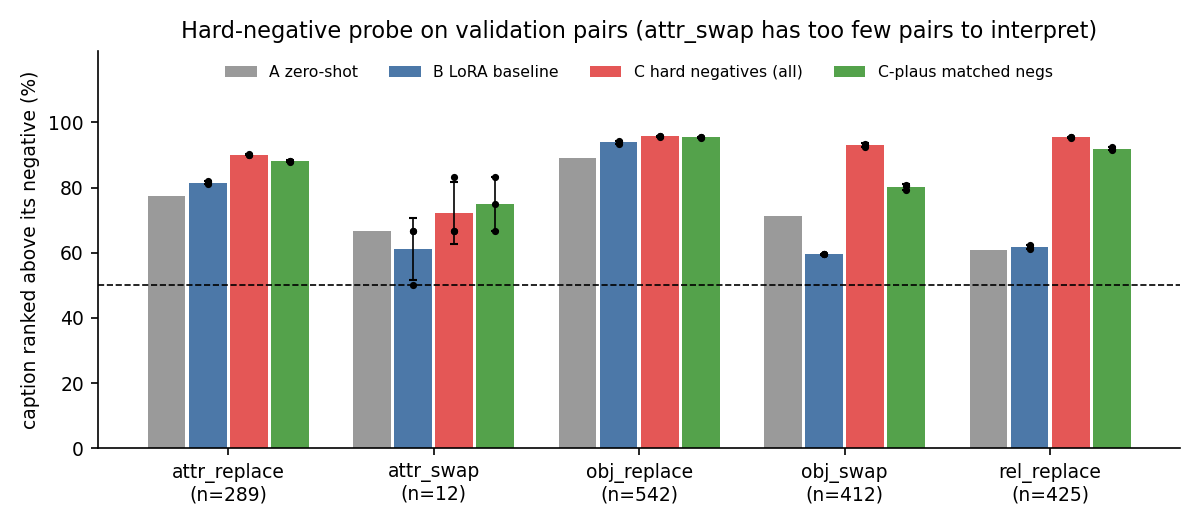 Hard-negative probe on validation pairs (attr_swap has too few pairs to interpret)
A zero-shot
B LoRA baseline
C hard negatives (all)
C-plaus matched negs
caption ranked above its negative (%)
100
80
60
40
20
0
attr_replace
(n=289)
attr_swap
(n=12)
obj_replace
(n=542)
obj_swap
(n=412)
rel_replace
(n=425)